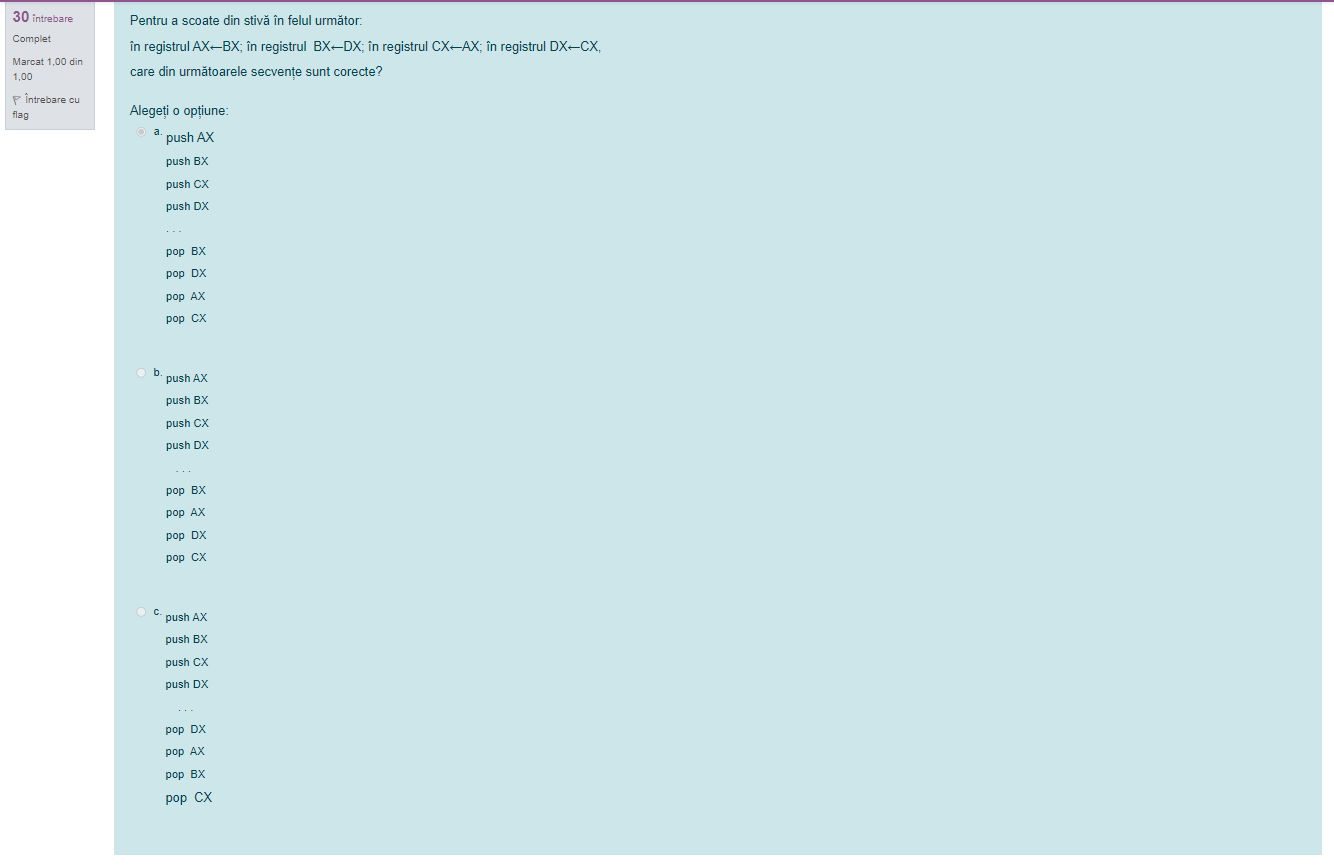 30 Întrebare
Complet
Marcat 1,00 din
1,00
Întrebare cu
flag
Pentru a scoate din stivă în felul următor:
în registrul AX←BX; în registrul  BX←DX; în registrul CX←AX; în registrul DX←CX,
care din următoarele secvențe sunt corecte?
Alegeți o opțiune:
a.
push AX
push BX
push CX
push DX
. . .
pop  BX
pop  DX
pop  AX
pop  CX
b.
push AX
push BX
push CX
push DX
. . .
pop  BX
pop  AX
pop  DX
pop  CX
c.
push AX
push BX
push CX
push DX
. . .
pop  DX
pop  AX
pop  BX
pop  CX